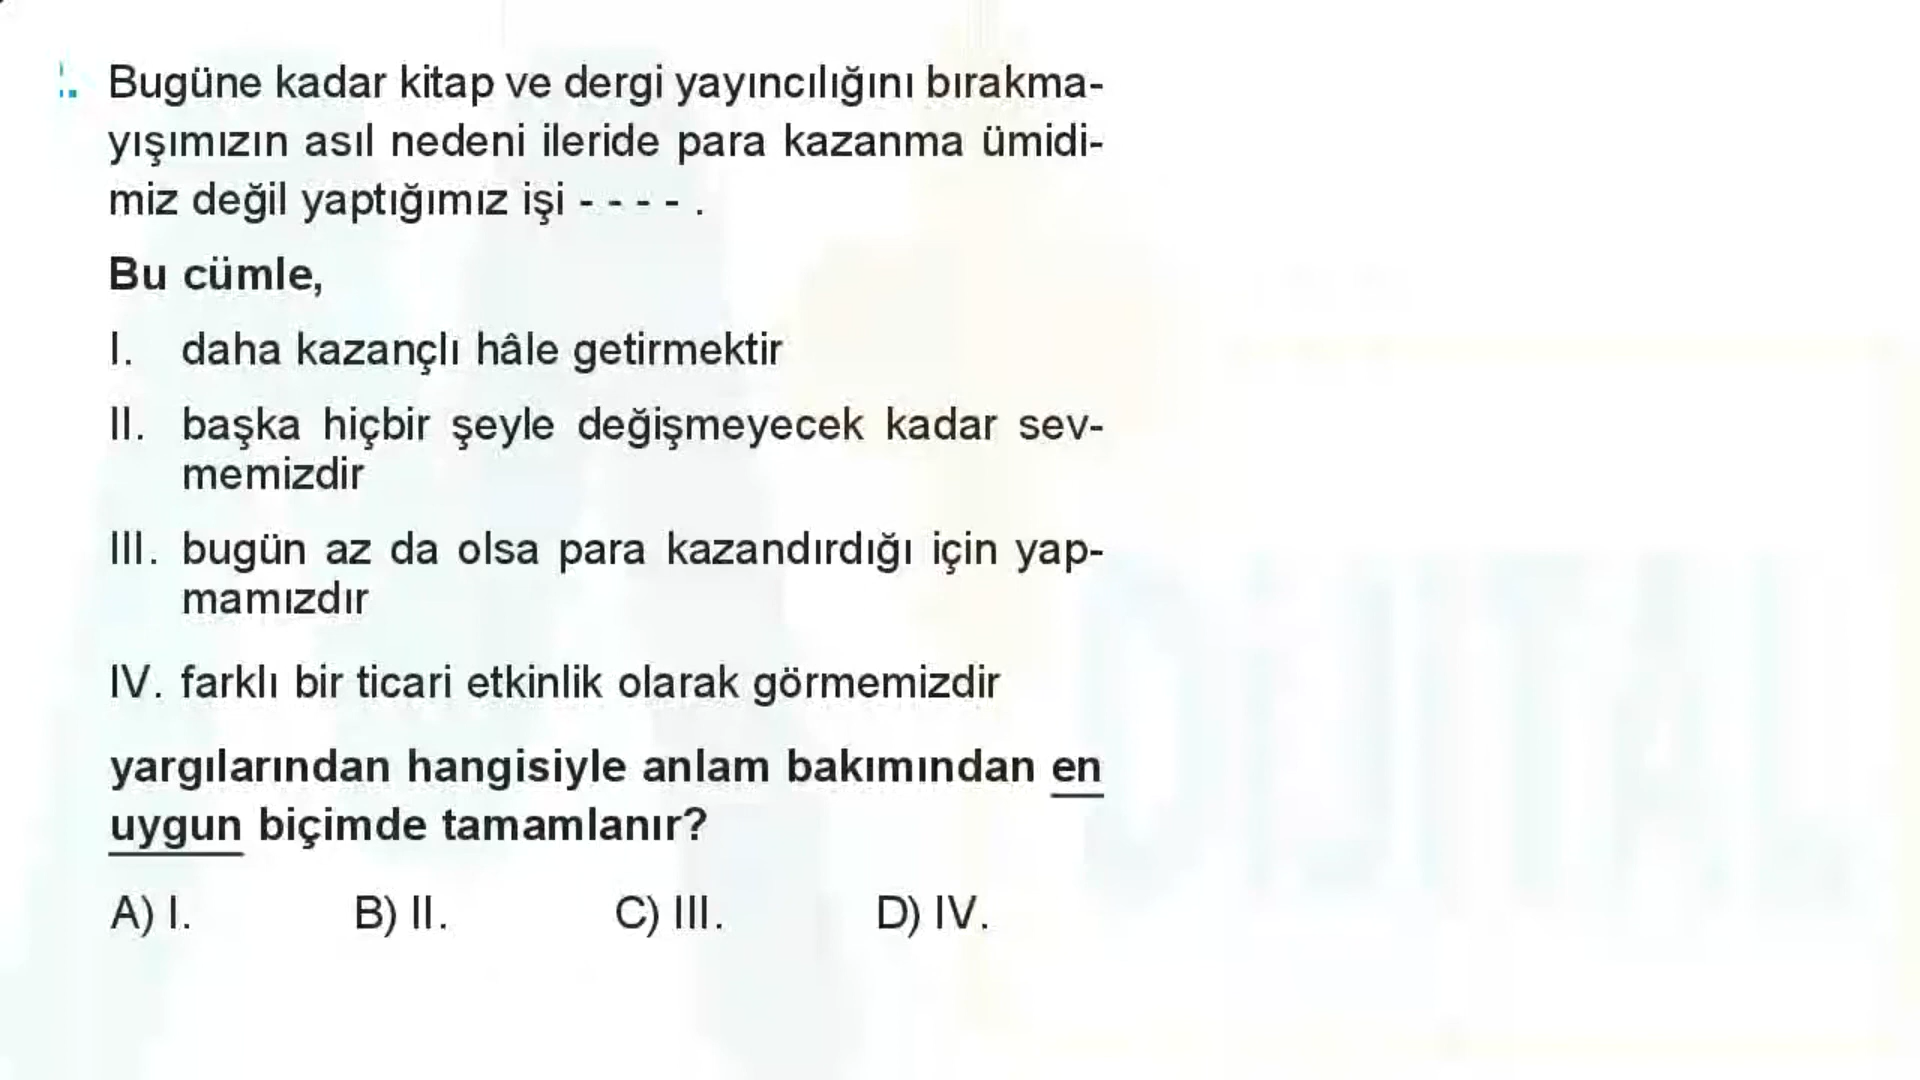 Bugüne kadar kitap ve dergi yayıncılığını bırakma-
yışımızın asıl nedeni ileride para kazanma ümidi-
miz değil yaptığımız işi - - - - .
Bu cümle,
I. daha kazançlı hâle getirmektir
II. başka hiçbir şeyle değişmeyecek kadar sev-
memizdir
III. bugün az da olsa para kazandırdığı için yap-
mamızdır
IV. farklı bir ticari etkinlik olarak görmemizdir
yargılarından hangisiyle anlam bakımından en
uygun biçimde tamamlanır?
A) I. B) II. C) III. D) IV.
DİJİTAL